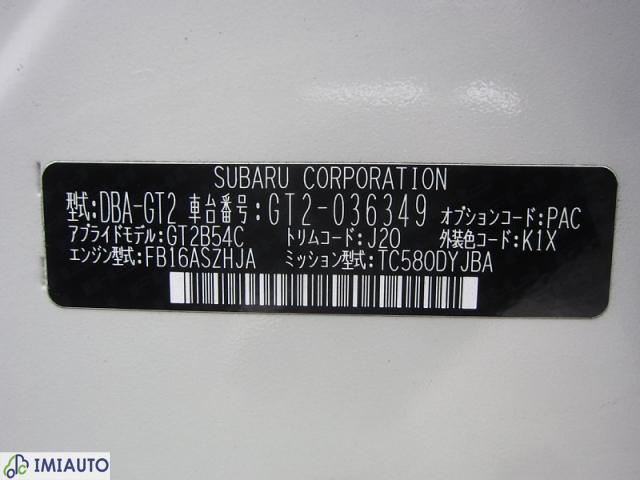 SUBARU CORPORATION
型式:DBA-GT2 車台番号:GT2-036349 オプションコード:PAC
アプライドモデル:GT2B54C トリムコード:J20 外装色コード:K1X
エンジン型式:FB16ASZHJA ミッション型式:TC580DYJBA
IMIAUTO